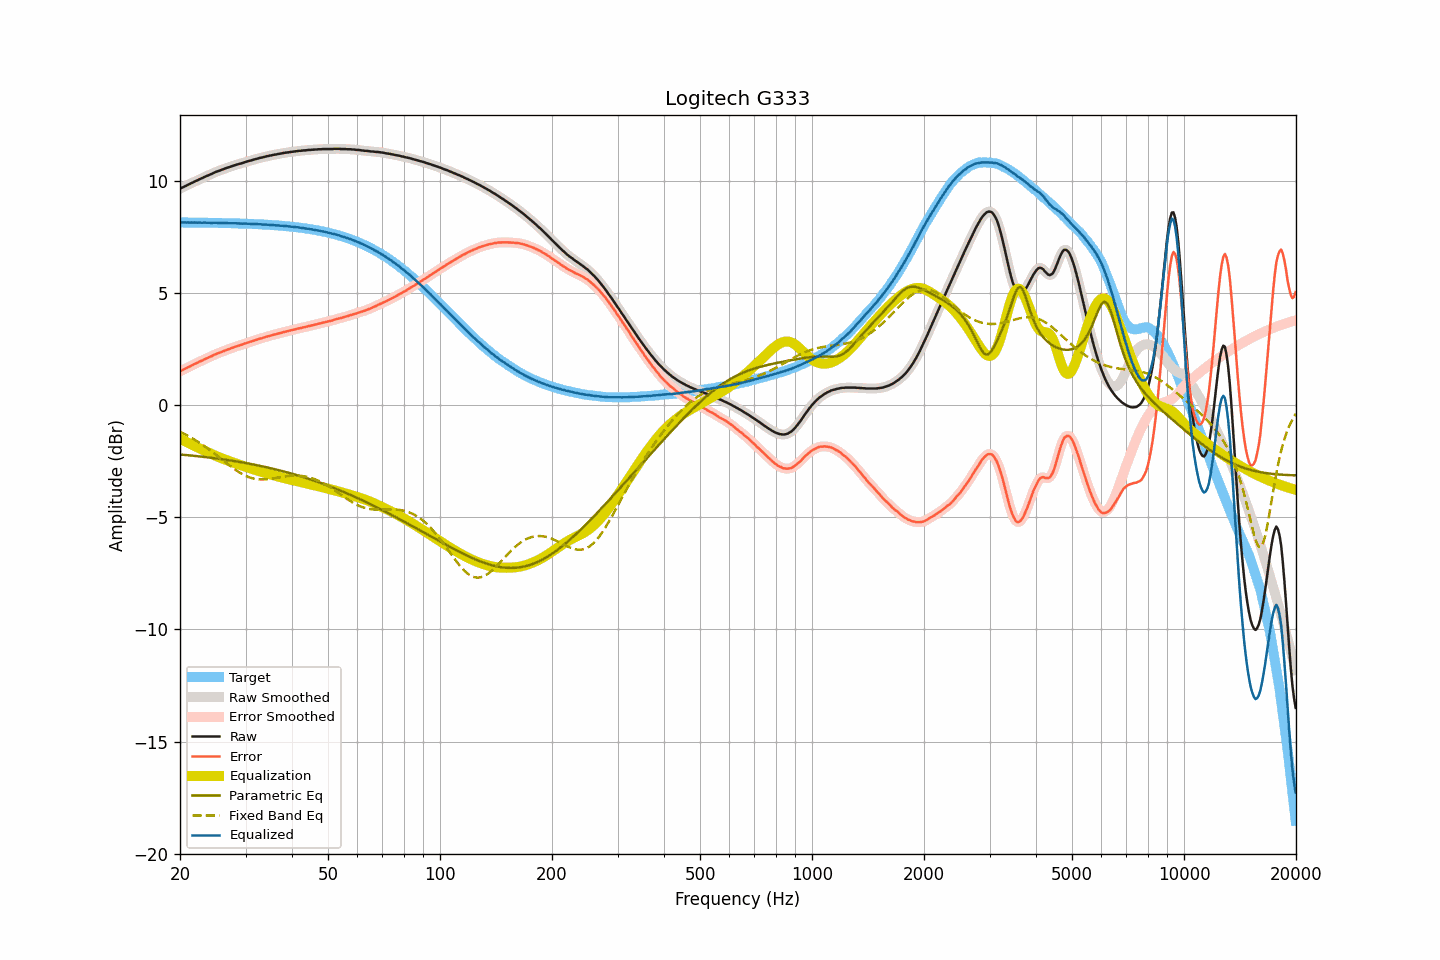 Logitech G333
10
5
0
−5
−10
−15
−20
Amplitude (dBr)
Target
Raw Smoothed
Error Smoothed
Raw
Error
Equalization
Parametric Eq
Fixed Band Eq
Equalized
20 50 100 200 500 1000 2000 5000 10000 20000
Frequency (Hz)